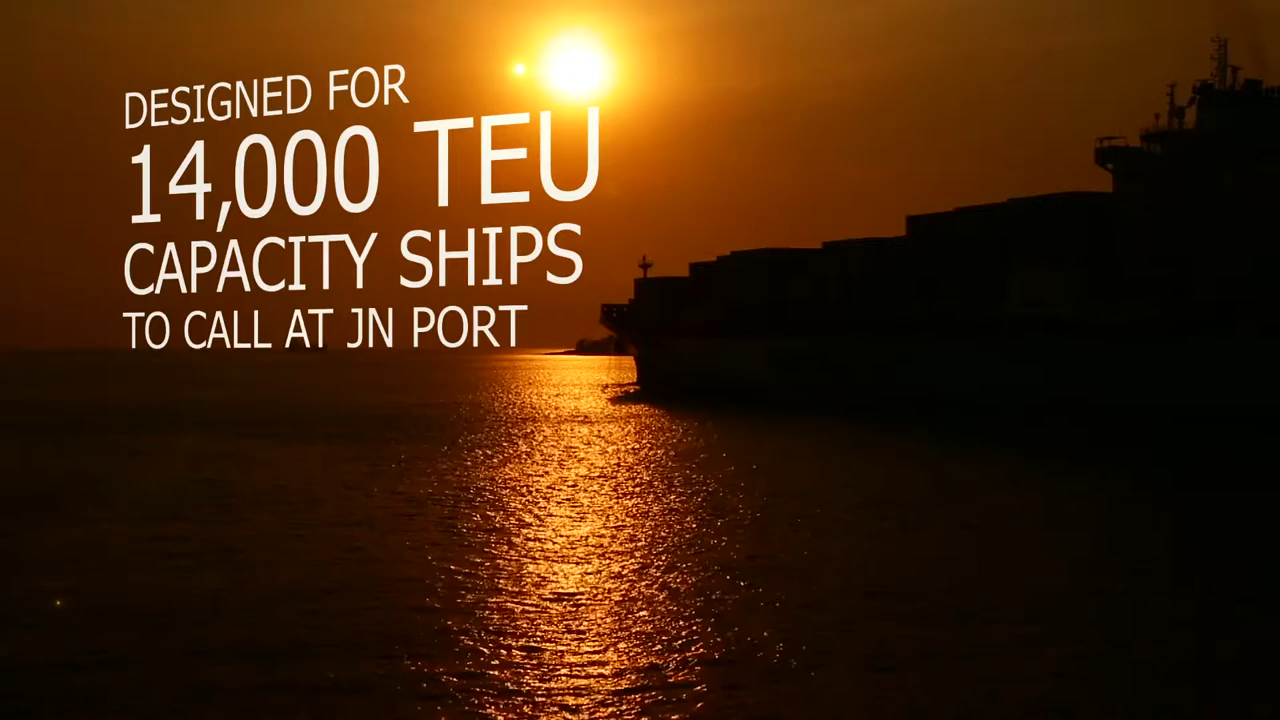 DESIGNED FOR
14,000 TEU
CAPACITY SHIPS
TO CALL AT JN PORT